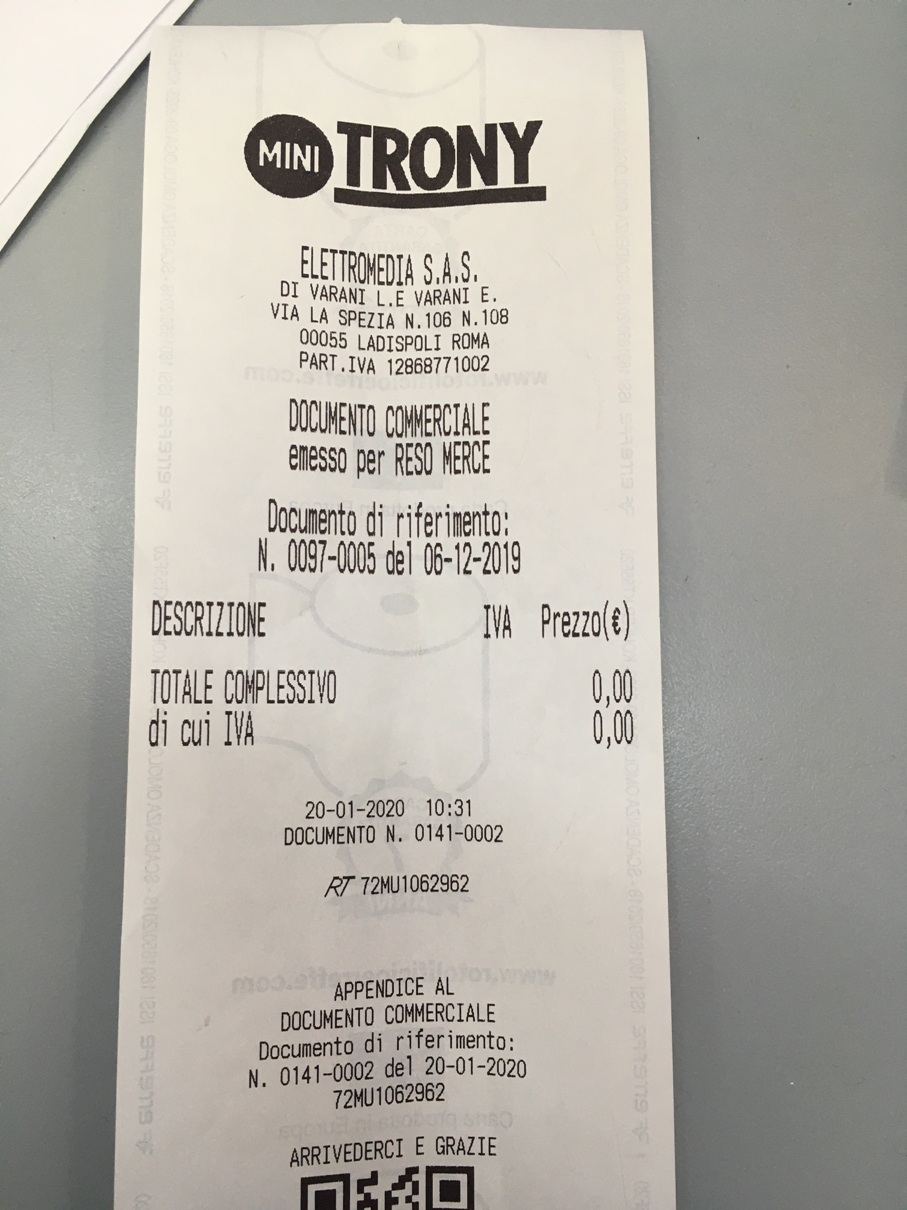 MINI TRONY
ELETTROMEDIA S.A.S.
DI VARANI L.E VARANI E.
VIA LA SPEZIA N.106 N.108
00055 LADISPOLI ROMA
PART.IVA 12868771002
DOCUMENTO COMMERCIALE
emesso per RESO MERCE
Documento di riferimento:
N. 0097-0005 del 06-12-2019
DESCRIZIONE IVA Prezzo(€)
TOTALE COMPLESSIVO 0,00
di cui IVA 0,00
20-01-2020 10:31
DOCUMENTO N. 0141-0002
RT 72MU1062962
APPENDICE AL
DOCUMENTO COMMERCIALE
Documento di riferimento:
N. 0141-0002 del 20-01-2020
72MU1062962
ARRIVEDERCI E GRAZIE